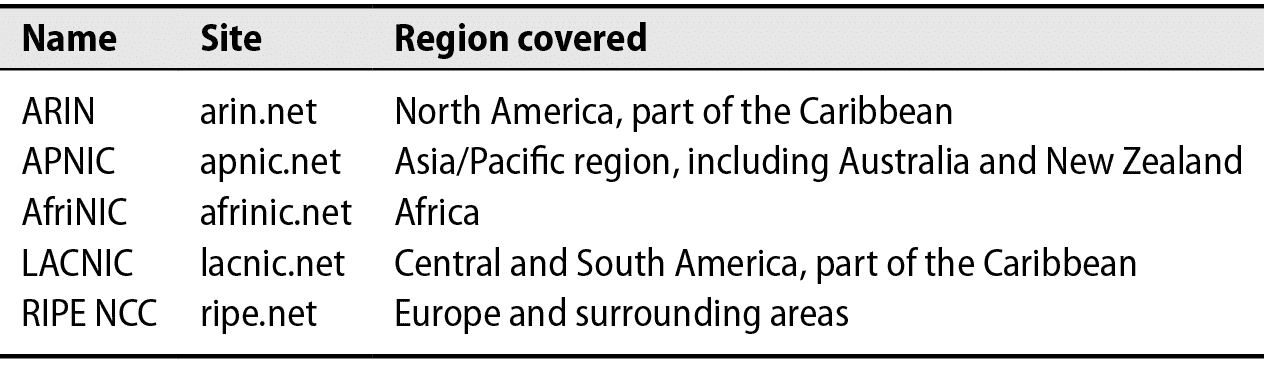 Name Site Region covered
ARIN arin.net North America, part of the Caribbean
APNIC apnic.net Asia/Pacific region, including Australia and New Zealand
AfriNIC afrinic.net Africa
LACNIC lacnic.net Central and South America, part of the Caribbean
RIPE NCC ripe.net Europe and surrounding areas